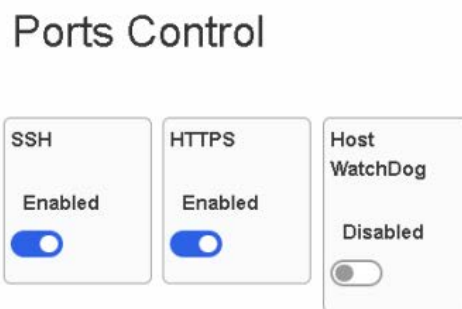 Ports Control
SSH
Enabled
HTTPS
Enabled
Host
WatchDog
Disabled